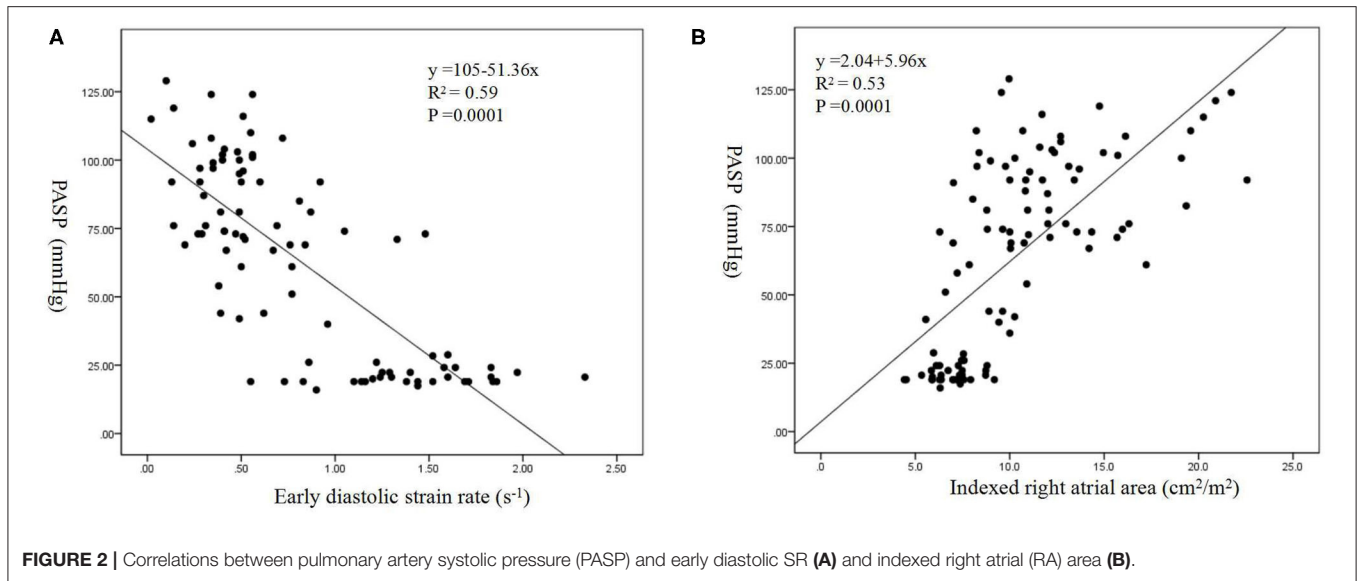 A
y =105-51.36x
R² = 0.59
P =0.0001
PASP (mmHg)
125.00
100.00
75.00
50.00
25.00
.00
.00 .50 1.00 1.50 2.00 2.50
Early diastolic strain rate (s⁻¹)
B
y =2.04+5.96x
R² = 0.53
P =0.0001
PASP (mmHg)
125.00
100.00
75.00
50.00
25.00
.00
.0 5.0 10.0 15.0 20.0 25.0
Indexed right atrial area (cm²/m²)
FIGURE 2 | Correlations between pulmonary artery systolic pressure (PASP) and early diastolic SR (A) and indexed right atrial (RA) area (B).